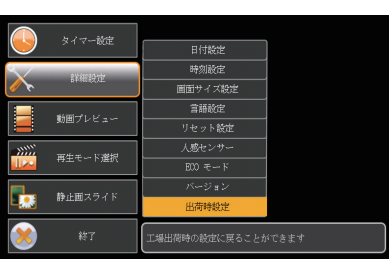 タイマー設定
詳細設定
動画プレビュー
再生モード選択
静止画スライド
終了
日付設定
時刻設定
画面サイズ設定
言語設定
リセット設定
人感センサー
ECO モード
バージョン
出荷時設定
工場出荷時の設定に戻ることができます